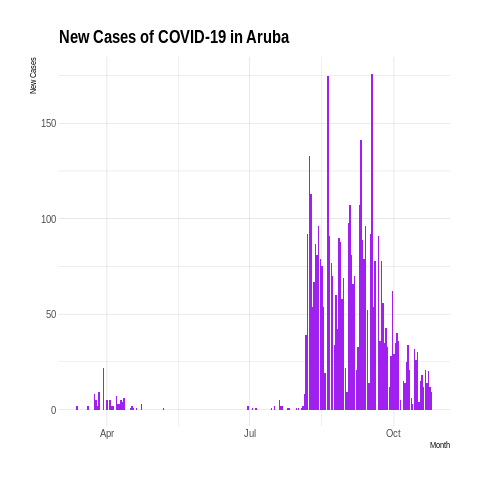 New Cases of COVID-19 in Aruba
New Cases
150
100
50
0
Apr
Jul
Oct
Month